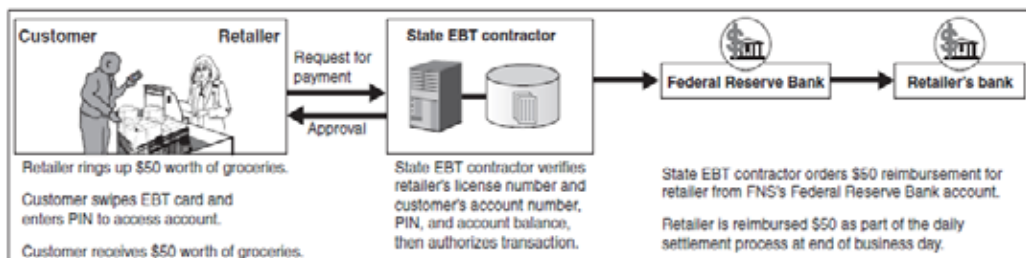 Customer
Retailer
Request for
payment
Approval
State EBT contractor
Federal Reserve Bank
Retailer's bank
Retailer rings up $50 worth of groceries.
Customer swipes EBT card and
enters PIN to access account.
Customer receives $50 worth of groceries.
State EBT contractor verifies
retailer's license number and
customer's account number,
PIN, and account balance,
then authorizes transaction.
State EBT contractor orders $50 reimbursement for
retailer from FNS's Federal Reserve Bank account.
Retailer is reimbursed $50 as part of the daily
settlement process at end of business day.